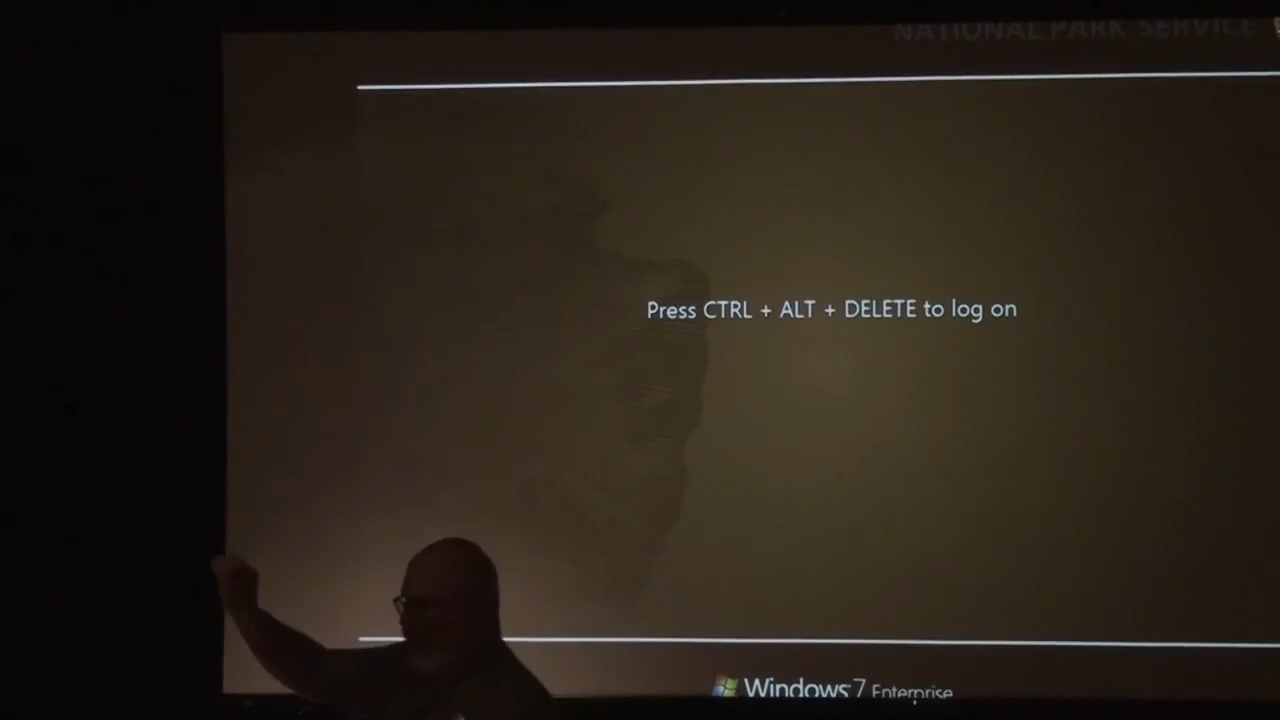 NATIONAL PARK SERVICE
Press CTRL + ALT + DELETE to log on
Windows 7 Enterprise